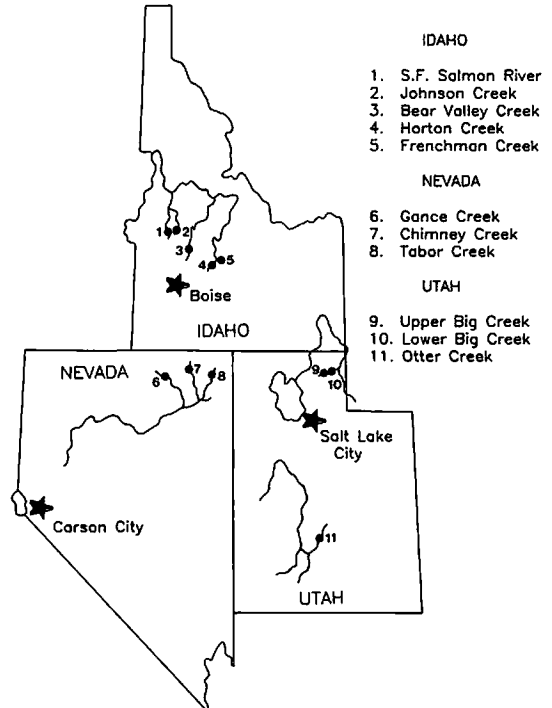 IDAHO
1. S.F. Salmon River
2. Johnson Creek
3. Bear Valley Creek
4. Horton Creek
5. Frenchman Creek
NEVADA
6. Gance Creek
7. Chimney Creek
8. Tabor Creek
UTAH
9. Upper Big Creek
10. Lower Big Creek
11. Otter Creek
1 2
3
4 5
Boise
IDAHO
NEVADA
6 7 8
9 10
Salt Lake
City
Carson City
11
UTAH